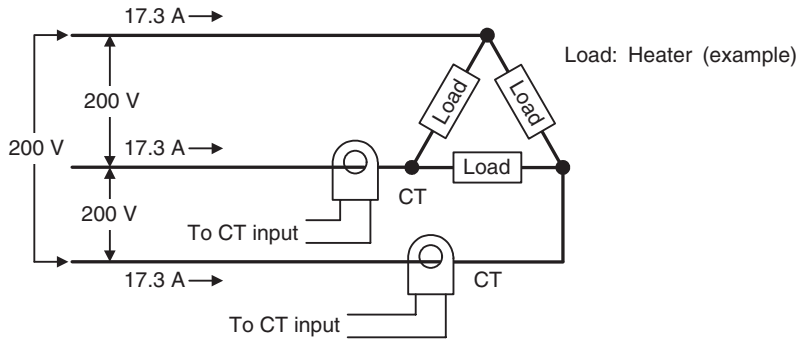 17.3 A
Load: Heater (example)
Load
Load
200 V
200 V
17.3 A
Load
CT
200 V
To CT input
17.3 A
CT
To CT input